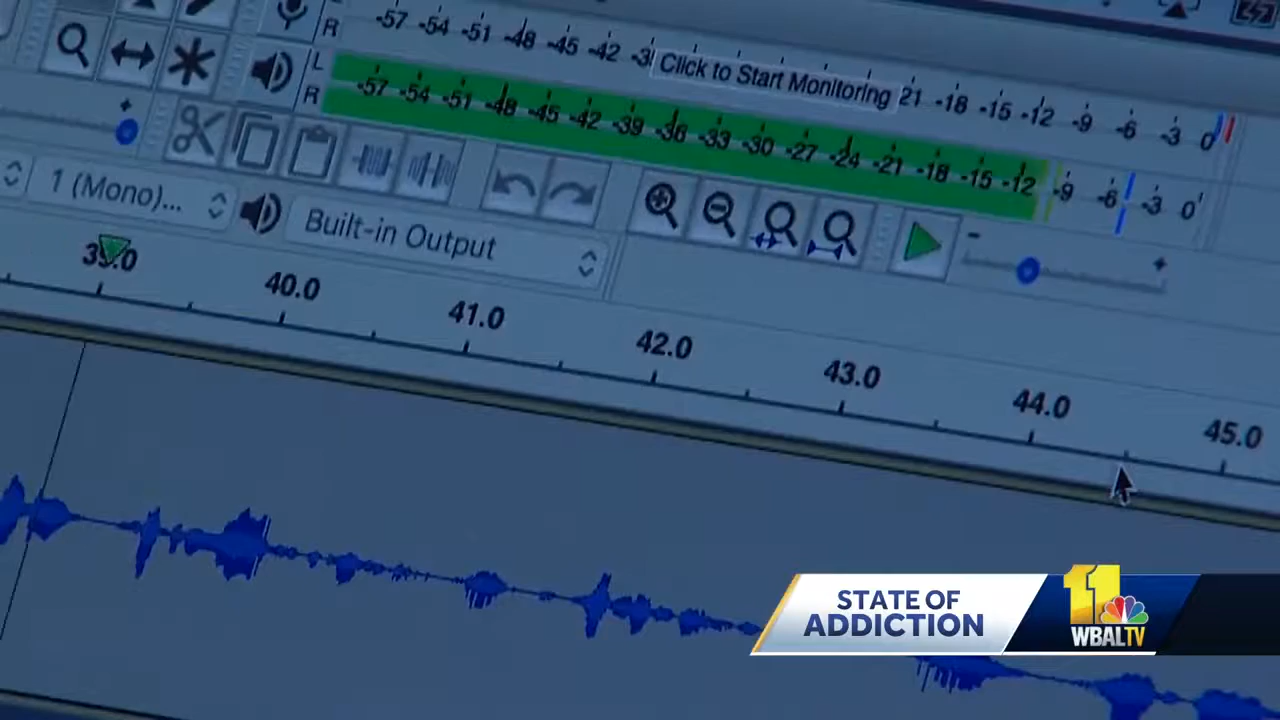 R -57 -54 -51 -48 -45 -42 Click to Start Monitoring 21 -18 -15 -12 -9 -6 -3 0
L
R -57 -54 -51 -48 -45 -42 -39 -36 -33 -30 -27 -24 -21 -18 -15 -12 -9 -6 -3 0
1 (Mono)...
Built-in Output
39.0 40.0 41.0 42.0 43.0 44.0 45.0
STATE OF
ADDICTION
11
WBALTV